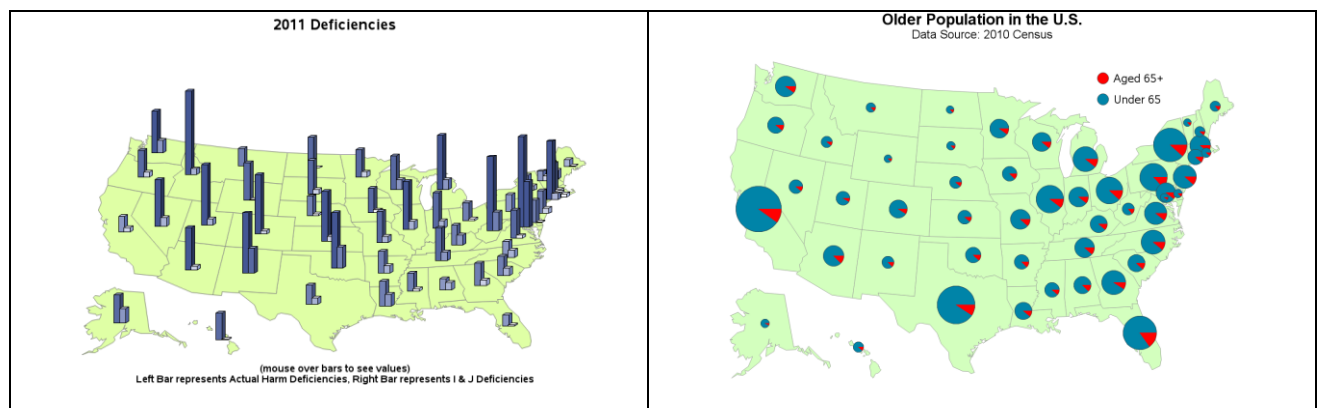 2011 Deficiencies
(mouse over bars to see values)
Left Bar represents Actual Harm Deficiencies, Right Bar represents I & J Deficiencies
Older Population in the U.S.
Data Source: 2010 Census
Aged 65+
Under 65